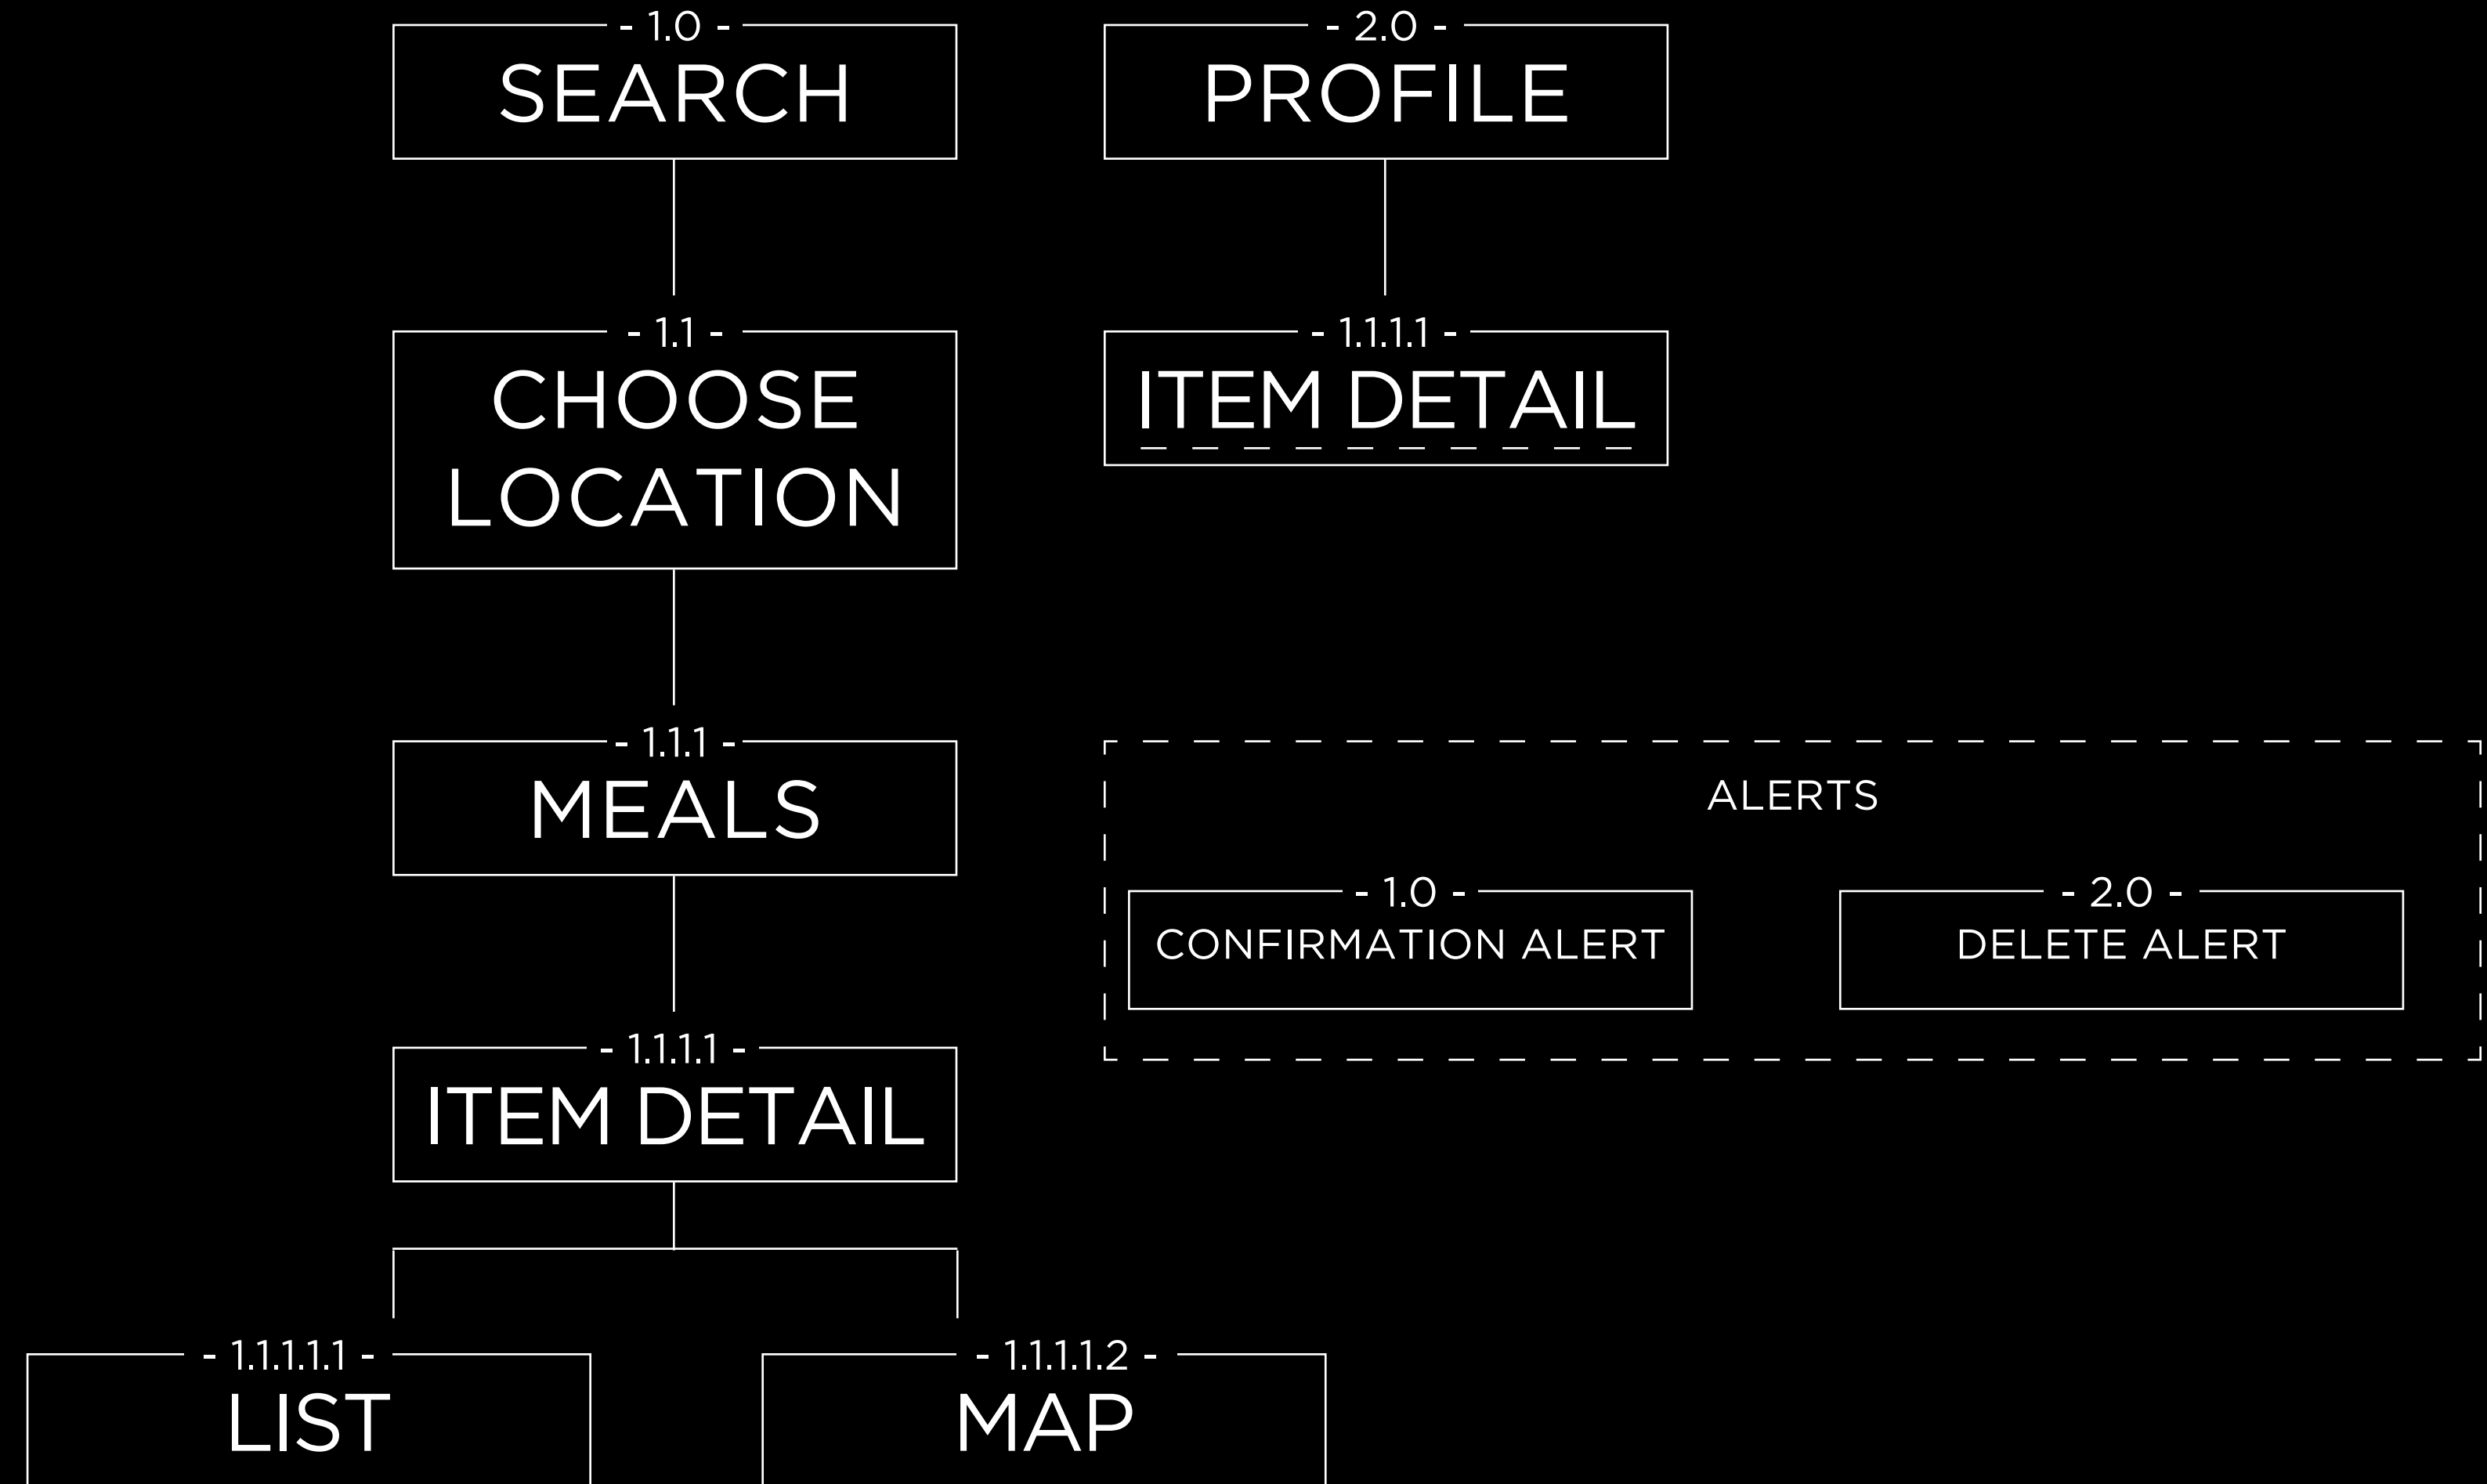 - 1.0 -
SEARCH
- 2.0 -
PROFILE
- 1.1 -
CHOOSE
LOCATION
- 1.1.1.1 -
ITEM DETAIL
- 1.1.1 -
MEALS
ALERTS
- 1.0 -
CONFIRMATION ALERT
- 2.0 -
DELETE ALERT
- 1.1.1.1 -
ITEM DETAIL
- 1.1.1.1.1 -
LIST
- 1.1.1.1.2 -
MAP